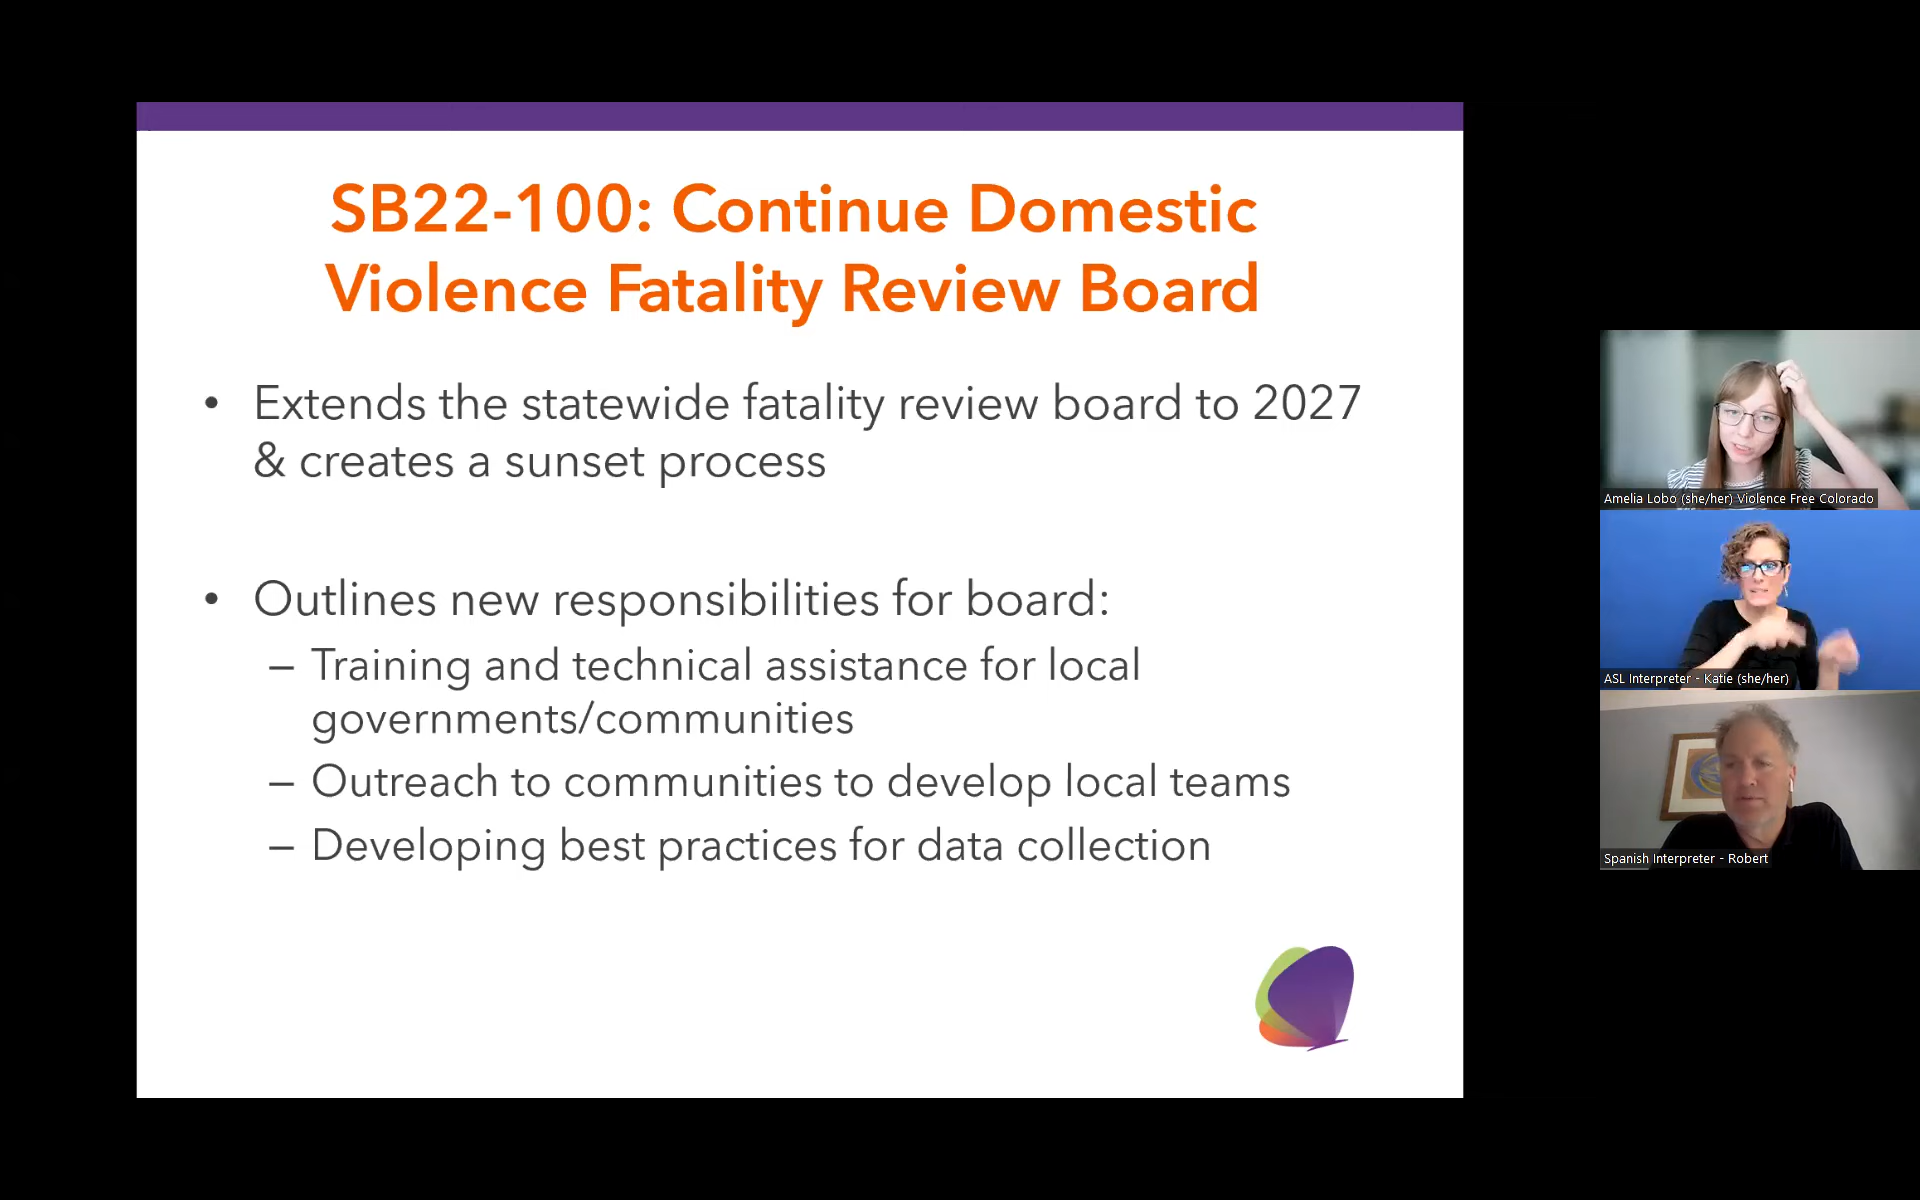 SB22-100: Continue Domestic
Violence Fatality Review Board
• Extends the statewide fatality review board to 2027
& creates a sunset process
• Outlines new responsibilities for board:
– Training and technical assistance for local
governments/communities
– Outreach to communities to develop local teams
– Developing best practices for data collection
Amelia Lobo (she/her) Violence Free Colorado
ASL Interpreter - Katie (she/her)
Spanish Interpreter - Robert